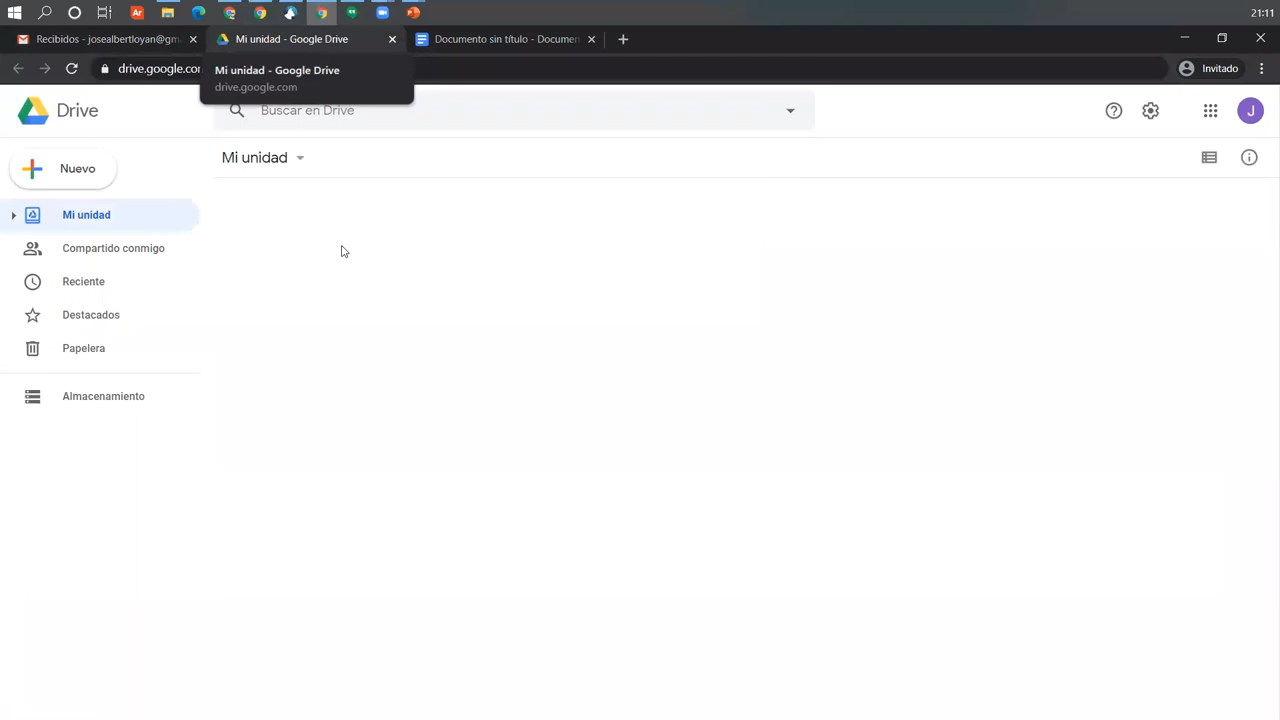 21:11
Recibidos - josealbertloyan@gm
Mi unidad - Google Drive
Documento sin título - Documen
drive.google.com
Mi unidad - Google Drive
drive.google.com
Invitado
Drive
Buscar en Drive
J
Nuevo
Mi unidad
Mi unidad
Compartido conmigo
Reciente
Destacados
Papelera
Almacenamiento